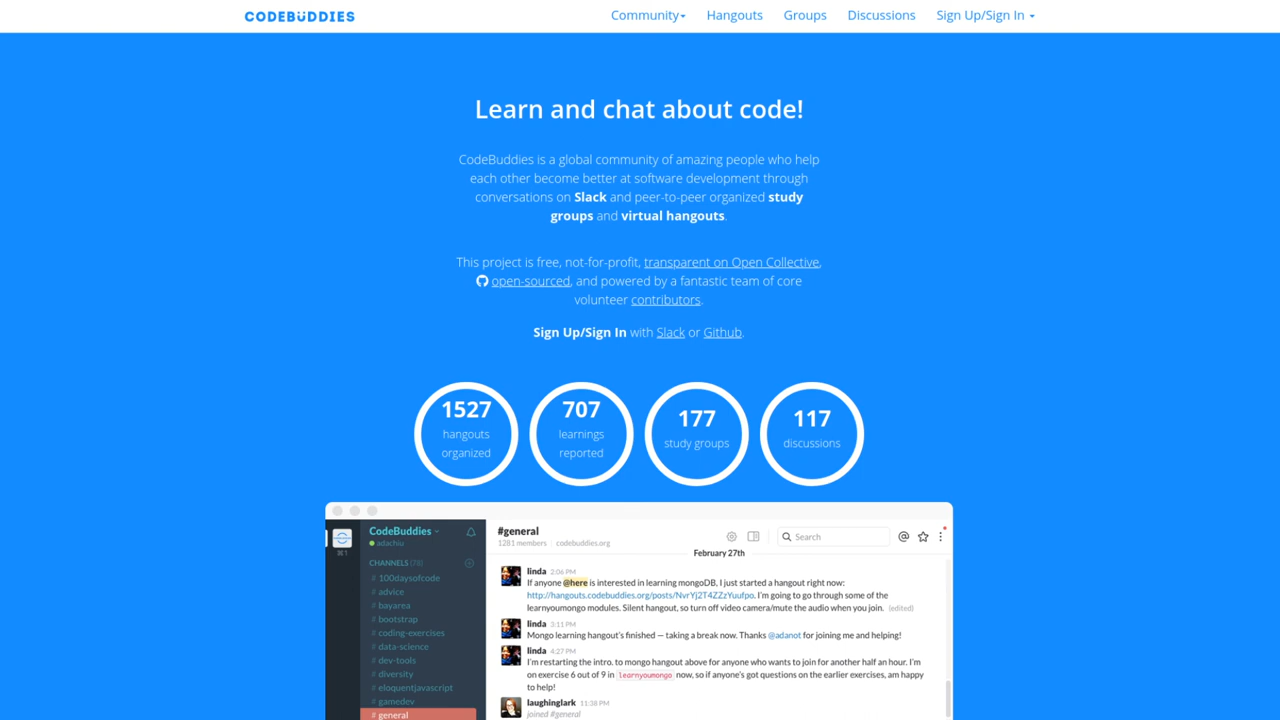 CODEBUDDIES
Community
Hangouts
Groups
Discussions
Sign Up/Sign In
Learn and chat about code!
CodeBuddies is a global community of amazing people who help
each other become better at software development through
conversations on Slack and peer-to-peer organized study
groups and virtual hangouts.
This project is free, not-for-profit, transparent on Open Collective,
open-sourced, and powered by a fantastic team of core
volunteer contributors.
Sign Up/Sign In with Slack or Github.
1527
hangouts
organized
707
learnings
reported
177
study groups
117
discussions
⌘1
CodeBuddies
adachiu
CHANNELS (78)
# 100daysofcode
# advice
# bayarea
# bootstrap
# coding-exercises
# data-science
# dev-tools
# diversity
# eloquentjavascript
# gamedev
# general
#general
1281 members | codebuddies.org
Search
February 27th
linda 2:06 PM
If anyone @here is interested in learning mongoDB, I just started a hangout right now:
http://hangouts.codebuddies.org/posts/NvrYj2T4ZZzYuufpo. I'm going to go through some of the
learnyoumongo modules. Silent hangout, so turn off video camera/mute the audio when you join. (edited)
linda 3:11 PM
Mongo learning hangout's finished — taking a break now. Thanks @adanot for joining me and helping!
linda 4:27 PM
I'm restarting the intro. to mongo hangout above for anyone who wants to join for another half an hour. I'm
on exercise 6 out of 9 in learnyoumongo now, so if anyone's got questions on the earlier exercises, am happy
to help!
laughinglark 11:38 PM
joined #general